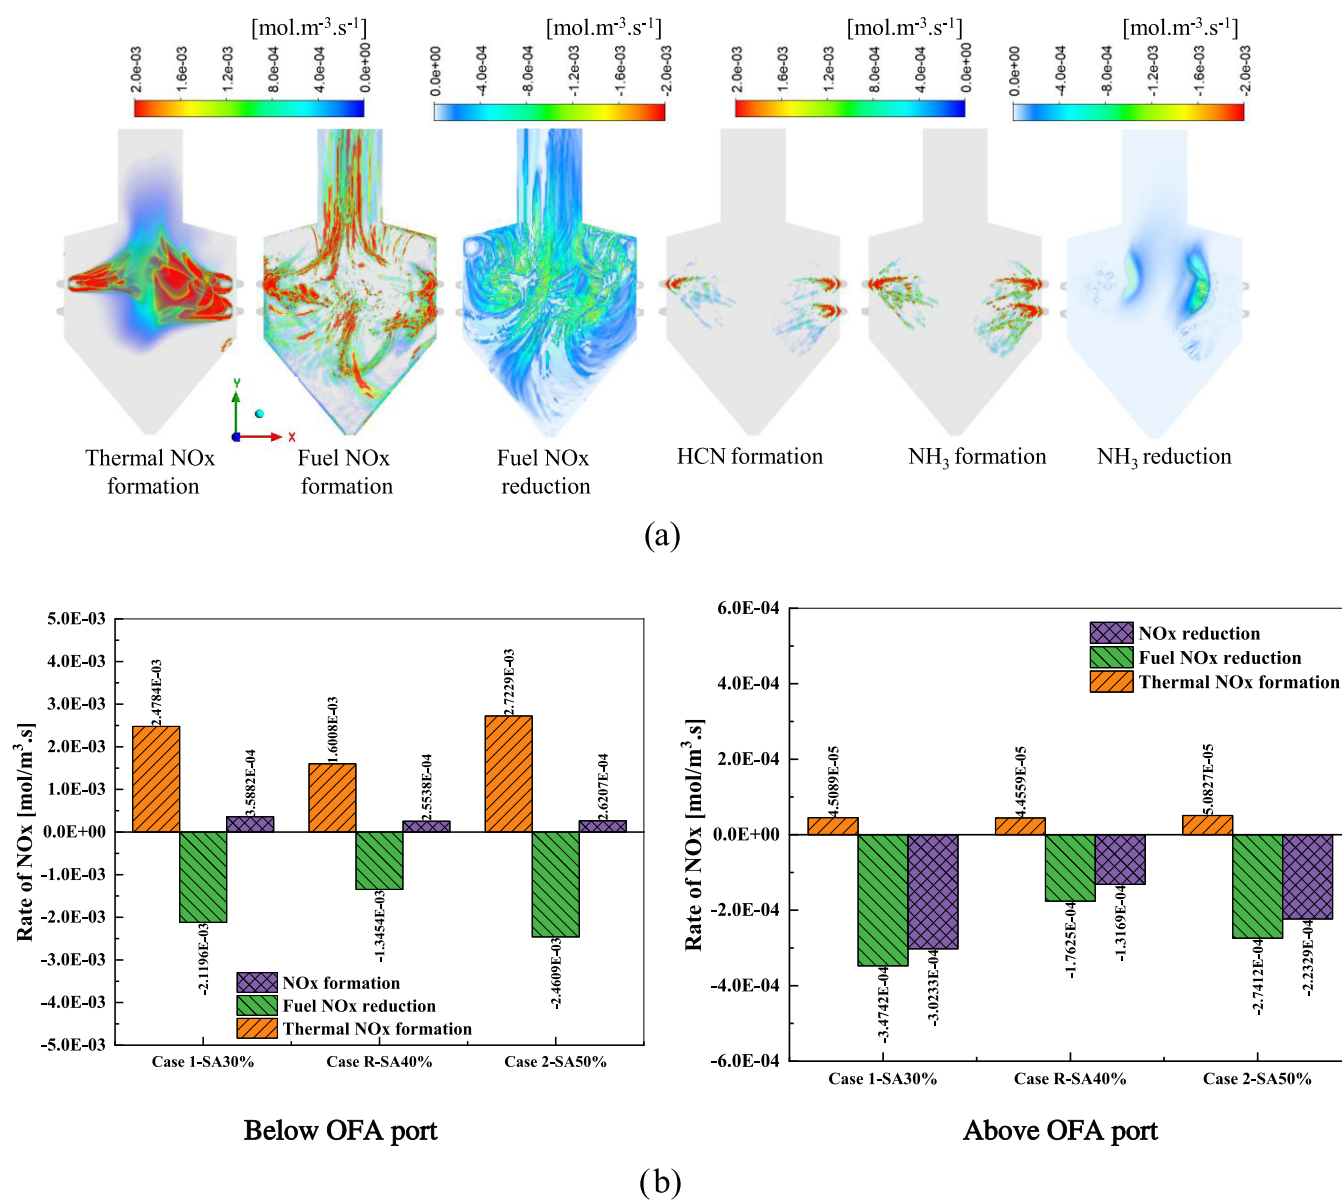 [mol.m-3.s-1]
[mol.m-3.s-1]
[mol.m-3.s-1]
[mol.m-3.s-1]
2.0e-03
1.6e-03
1.2e-03
8.0e-04
4.0e-04
0.0e+00
0.0e+00
-4.0e-04
-8.0e-04
-1.2e-03
-1.6e-03
-2.0e-03
2.0e-03
1.6e-03
1.2e-03
8.0e-04
4.0e-04
0.0e+00
0.0e+00
-4.0e-04
-8.0e-04
-1.2e-03
-1.6e-03
-2.0e-03
Y
X
Thermal NOx
formation
Fuel NOx
formation
Fuel NOx
reduction
HCN formation
NH3 formation
NH3 reduction
(a)
Rate of NOx [mol/m3.s]
5.0E-03
4.0E-03
3.0E-03
2.0E-03
1.0E-03
0.0E+00
-1.0E-03
-2.0E-03
-3.0E-03
-4.0E-03
-5.0E-03
2.4784E-03
-2.1196E-03
3.5882E-04
1.6008E-03
-1.3454E-03
2.5538E-04
2.7229E-03
-2.4609E-03
2.6207E-04
NOx formation
Fuel NOx reduction
Thermal NOx formation
Case 1-SA30%
Case R-SA40%
Case 2-SA50%
Below OFA port
Rate of NOx [mol/m3.s]
6.0E-04
4.0E-04
2.0E-04
0.0E+00
-2.0E-04
-4.0E-04
-6.0E-04
NOx reduction
Fuel NOx reduction
Thermal NOx formation
4.5089E-05
-3.4742E-04
-3.0233E-04
4.4559E-05
-1.7625E-04
-1.3169E-04
5.0827E-05
-2.7412E-04
-2.2329E-04
Case 1-SA30%
Case R-SA40%
Case 2-SA50%
Above OFA port
(b)